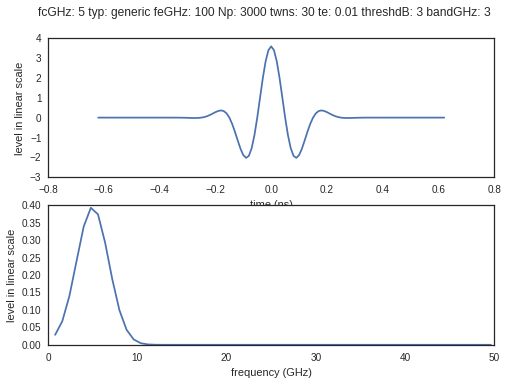 fcGHz: 5 typ: generic feGHz: 100 Np: 3000 twns: 30 te: 0.01 threshdB: 3 bandGHz: 3
4
3
2
1
0
−1
−2
−3
level in linear scale
−0.8 −0.6 −0.4 −0.2 0.0 0.2 0.4 0.6 0.8
time (ns)
0.40
0.35
0.30
0.25
0.20
0.15
0.10
0.05
0.00
level in linear scale
0 10 20 30 40 50
frequency (GHz)